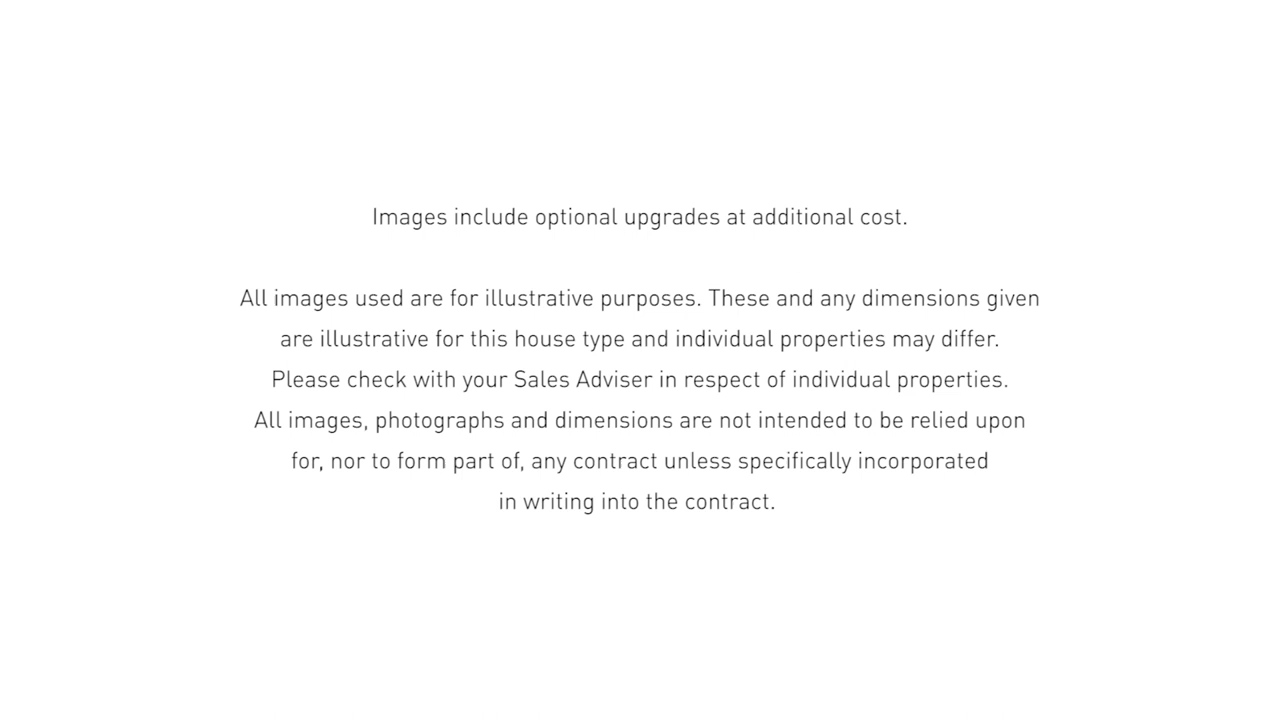 Images include optional upgrades at additional cost.
All images used are for illustrative purposes. These and any dimensions given
are illustrative for this house type and individual properties may differ.
Please check with your Sales Adviser in respect of individual properties.
All images, photographs and dimensions are not intended to be relied upon
for, nor to form part of, any contract unless specifically incorporated
in writing into the contract.